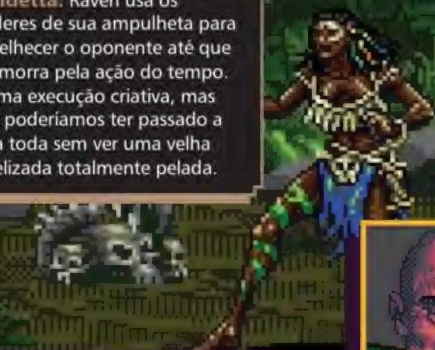 Raven usa os
deres de sua ampulheta para
elhecer o oponente até que
morra pela ação do tempo.
ma execução criativa, mas
poderíamos ter passado a
a toda sem ver uma velha
elizada totalmente pelada.